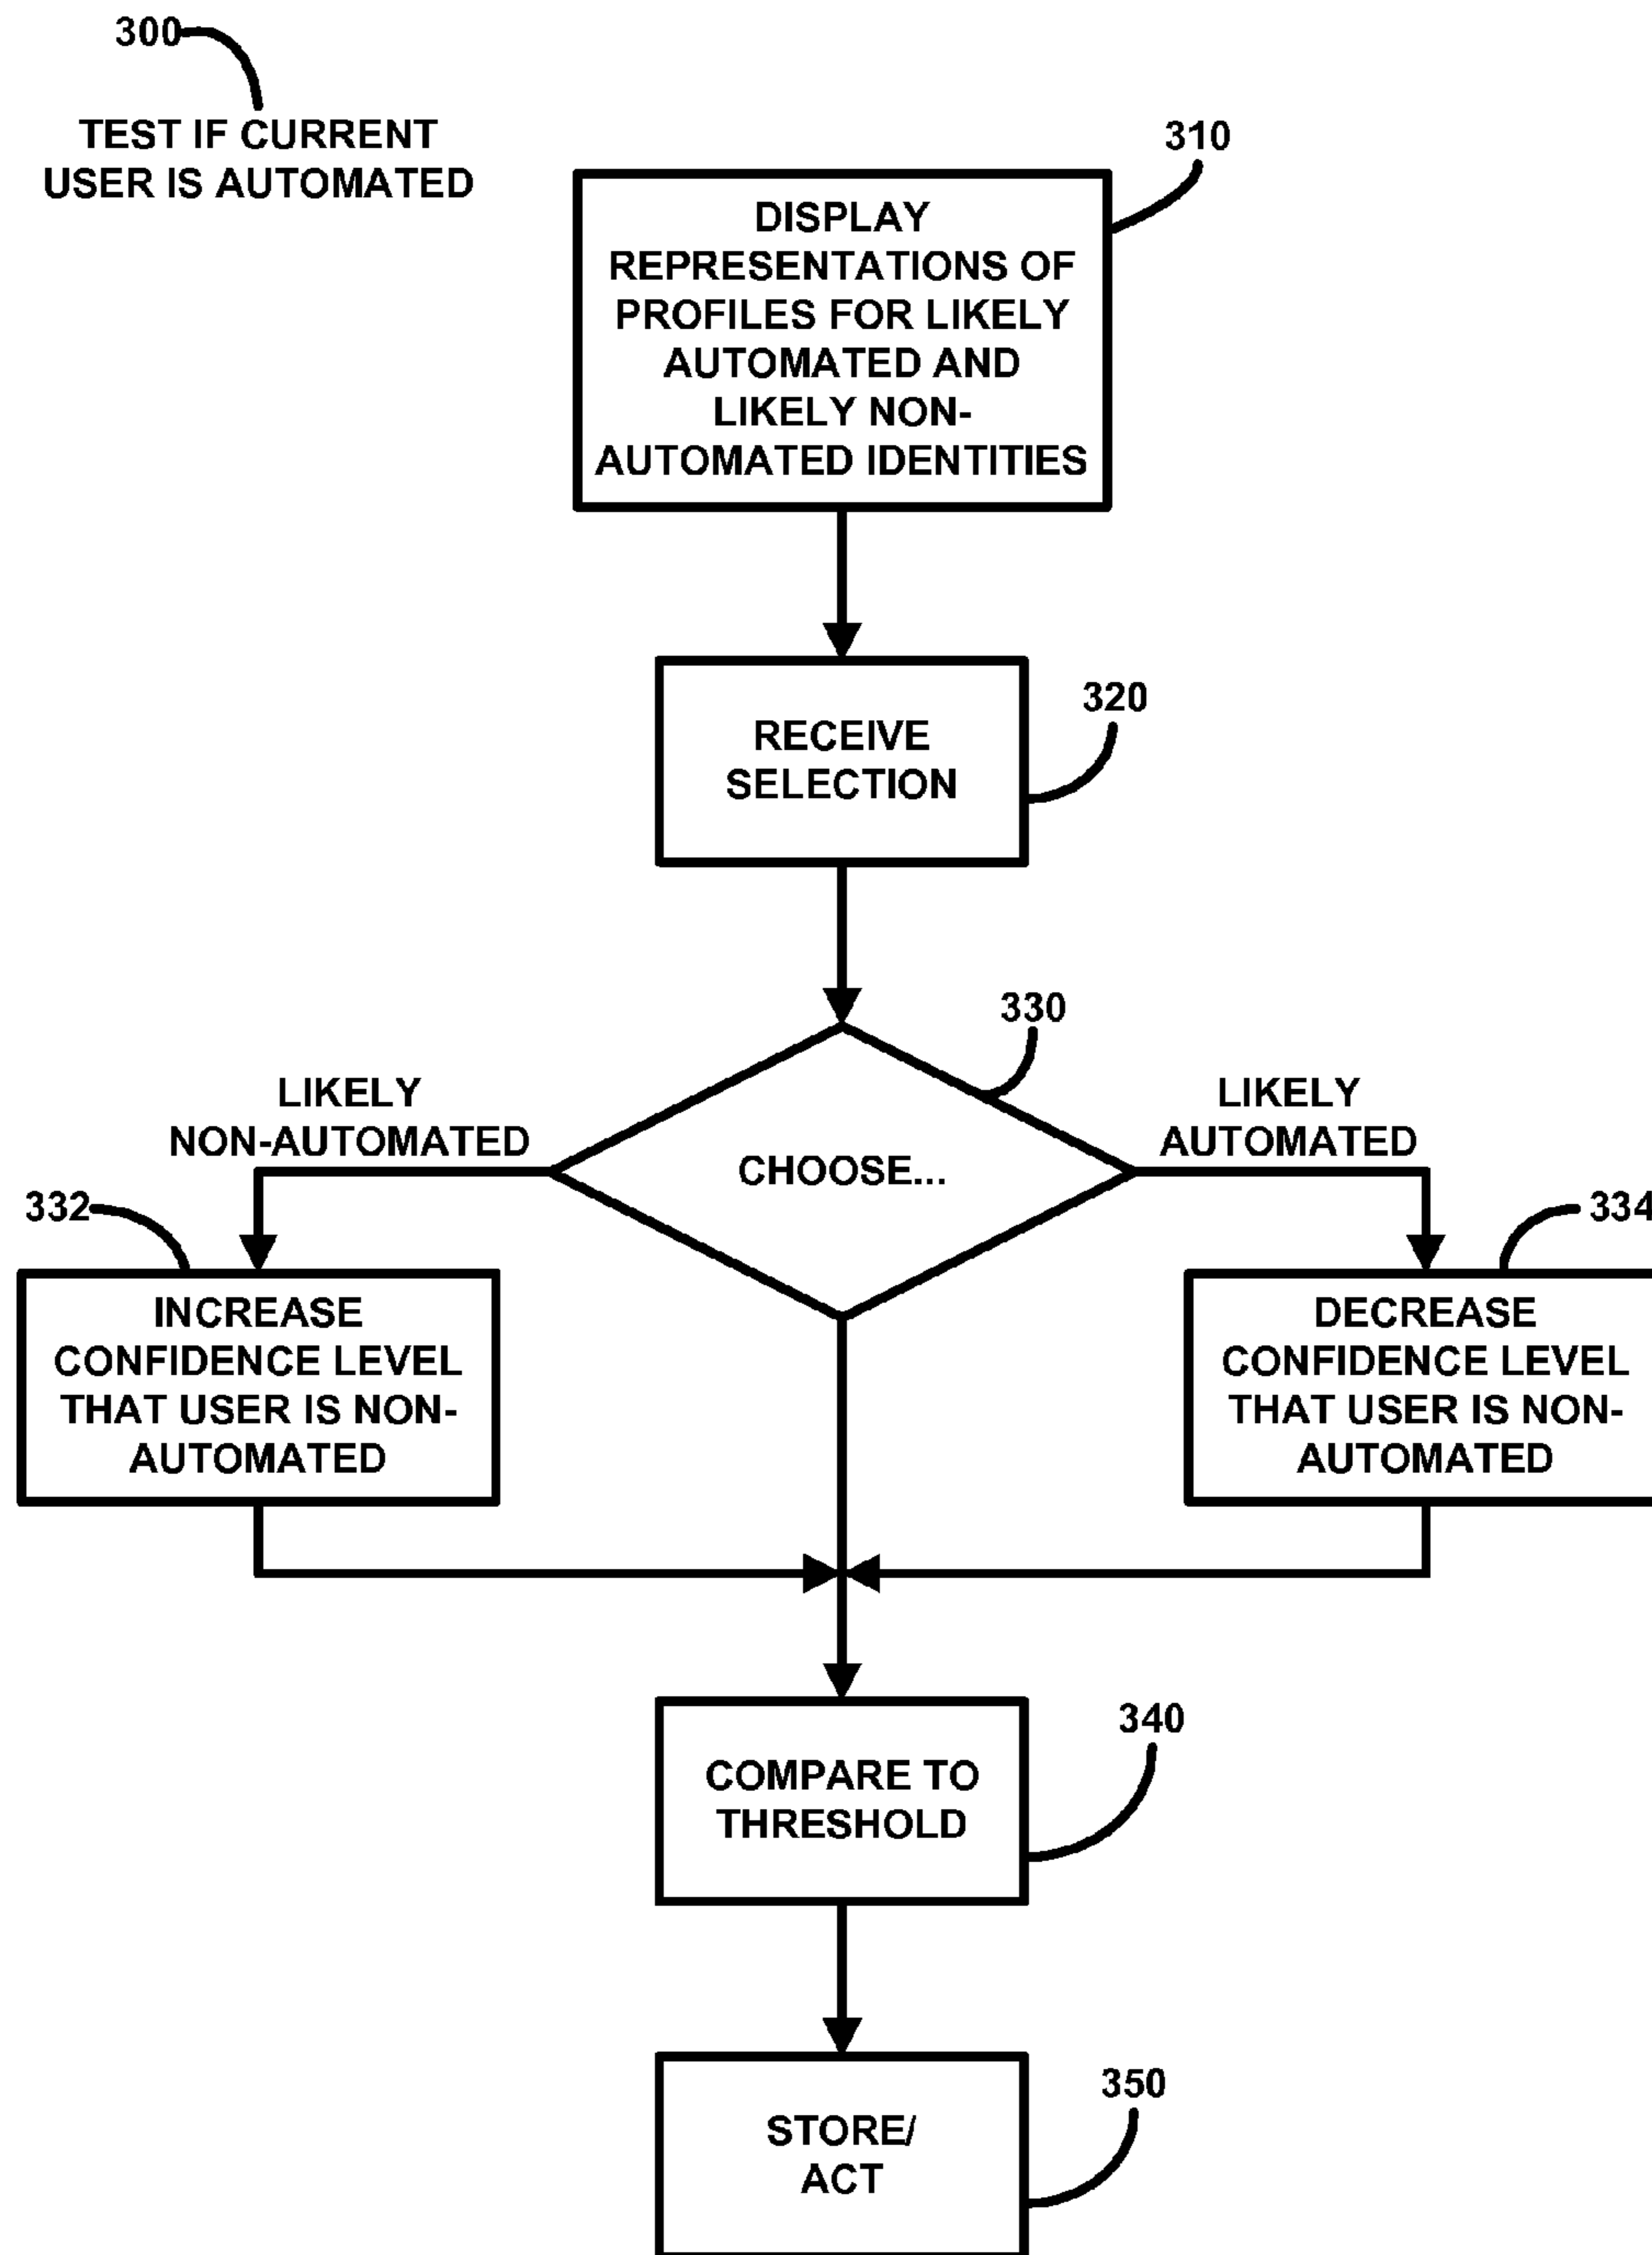 300
TEST IF CURRENT
USER IS AUTOMATED
310
DISPLAY
REPRESENTATIONS OF
PROFILES FOR LIKELY
AUTOMATED AND
LIKELY NON-
AUTOMATED IDENTITIES
320
RECEIVE
SELECTION
330
CHOOSE...
LIKELY
NON-AUTOMATED
LIKELY
AUTOMATED
332
INCREASE
CONFIDENCE LEVEL
THAT USER IS NON-
AUTOMATED
334
DECREASE
CONFIDENCE LEVEL
THAT USER IS NON-
AUTOMATED
340
COMPARE TO
THRESHOLD
350
STORE/
ACT